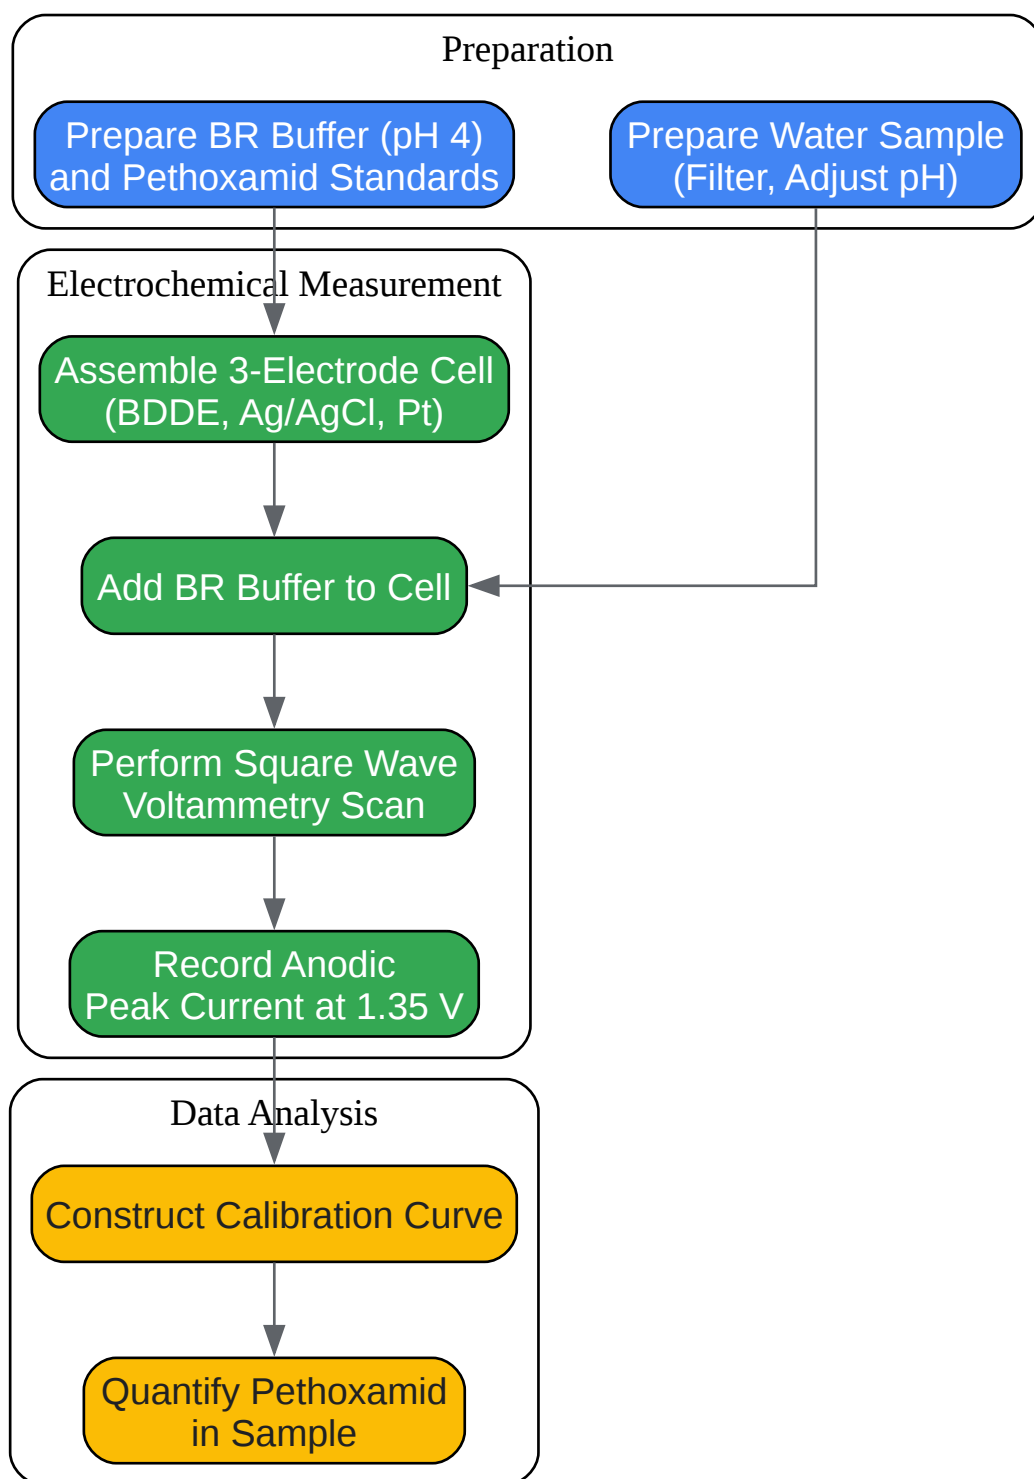 Preparation
Prepare BR Buffer (pH 4)
and Pethoxamid Standards
Prepare Water Sample
(Filter, Adjust pH)
Electrochemical Measurement
Assemble 3-Electrode Cell
(BDDE, Ag/AgCl, Pt)
Add BR Buffer to Cell
Perform Square Wave
Voltammetry Scan
Record Anodic
Peak Current at 1.35 V
Data Analysis
Construct Calibration Curve
Quantify Pethoxamid
in Sample